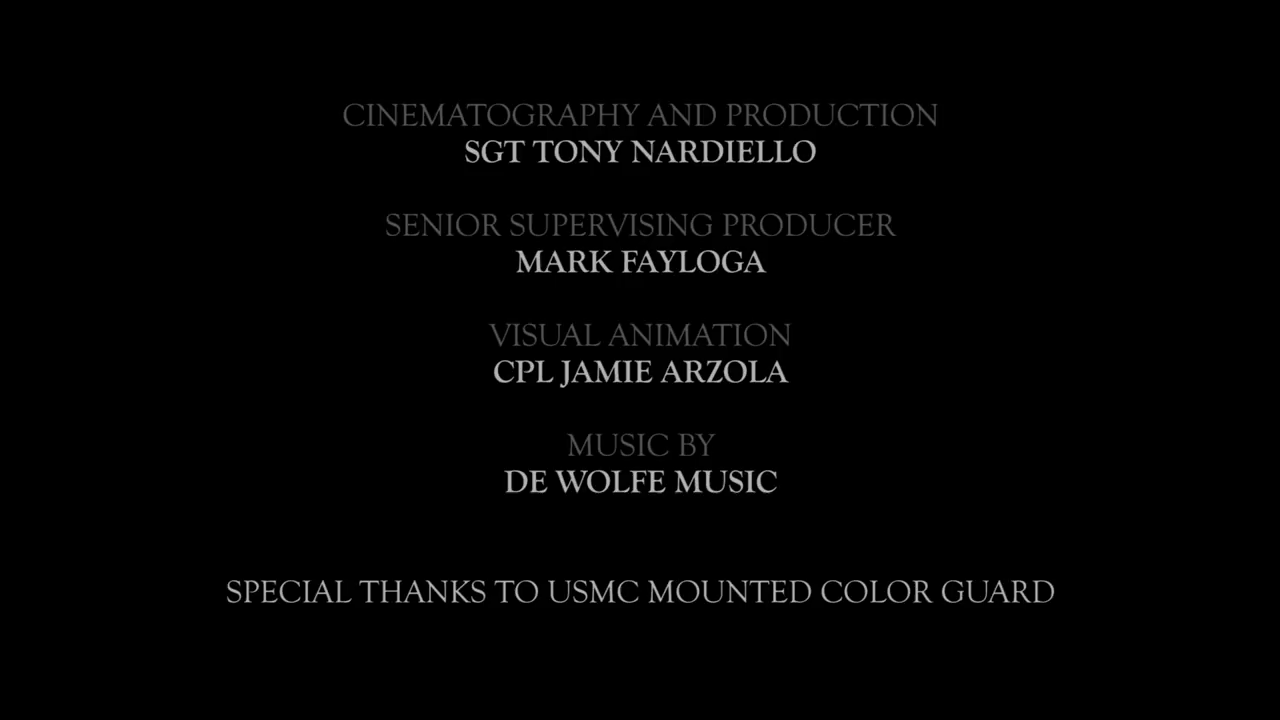 CINEMATOGRAPHY AND PRODUCTION
SGT TONY NARDIELLO
SENIOR SUPERVISING PRODUCER
MARK FAYLOGA
VISUAL ANIMATION
CPL JAMIE ARZOLA
MUSIC BY
DE WOLFE MUSIC
SPECIAL THANKS TO USMC MOUNTED COLOR GUARD